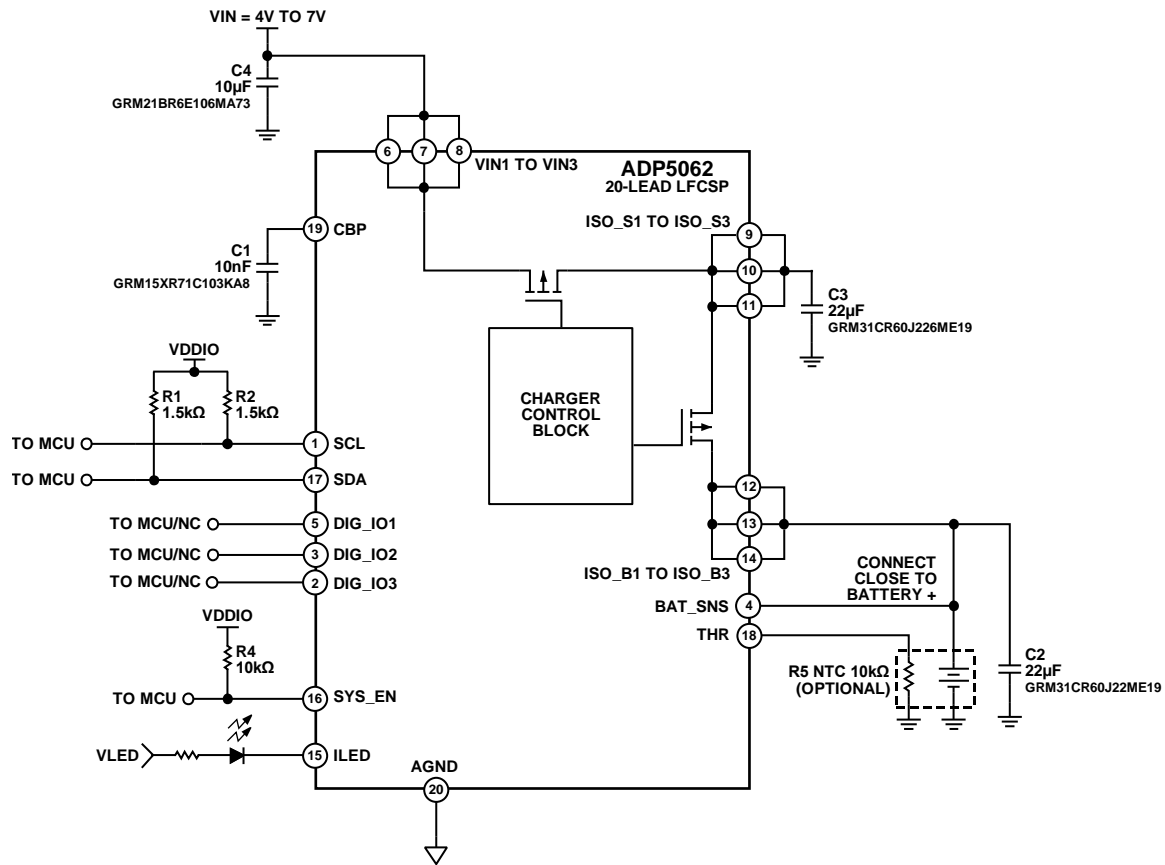 VIN = 4V TO 7V
C4
10µF
GRM21BR6E106MA73
6
7
8
VIN1 TO VIN3
ADP5062
20-LEAD LFCSP
ISO_S1 TO ISO_S3
9
10
11
C3
22µF
GRM31CR60J226ME19
19
CBP
C1
10nF
GRM15XR71C103KA8
VDDIO
R1
1.5kΩ
R2
1.5kΩ
CHARGER
CONTROL
BLOCK
TO MCU
1
SCL
TO MCU
17
SDA
TO MCU/NC
5
DIG_IO1
TO MCU/NC
3
DIG_IO2
TO MCU/NC
2
DIG_IO3
12
13
14
ISO_B1 TO ISO_B3
CONNECT
CLOSE TO
BATTERY +
BAT_SNS
4
THR
18
VDDIO
R4
10kΩ
TO MCU
16
SYS_EN
R5 NTC 10kΩ
(OPTIONAL)
C2
22µF
GRM31CR60J22ME19
VLED
15
ILED
AGND
20